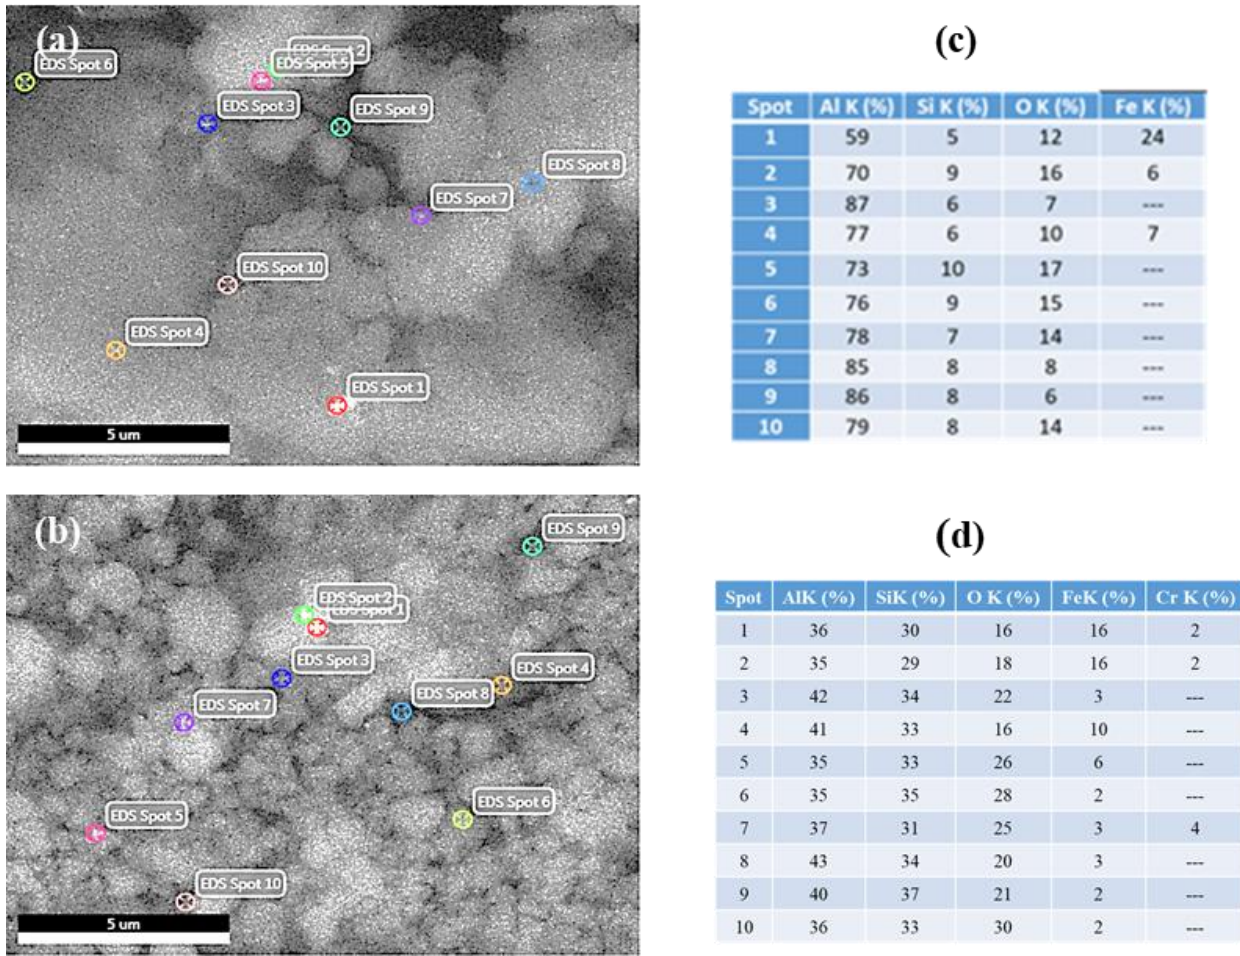 (a)
EDS Spot 6
EDS Spot 2
EDS Spot 5
EDS Spot 3
EDS Spot 9
EDS Spot 8
EDS Spot 7
EDS Spot 10
EDS Spot 4
EDS Spot 1
5 um
(c)
Spot Al K (%) Si K (%) O K (%) Fe K (%)
1 59 5 12 24
2 70 9 16 6
3 87 6 7 ---
4 77 6 10 7
5 73 10 17 ---
6 76 9 15 ---
7 78 7 14 ---
8 85 8 8 ---
9 86 8 6 ---
10 79 8 14 ---
(b)
EDS Spot 9
EDS Spot 2
EDS Spot 1
EDS Spot 3
EDS Spot 4
EDS Spot 8
EDS Spot 7
EDS Spot 6
EDS Spot 5
EDS Spot 10
5 um
(d)
Spot AlK (%) SiK (%) O K (%) FeK (%) Cr K (%)
1 36 30 16 16 2
2 35 29 18 16 2
3 42 34 22 3 ---
4 41 33 16 10 ---
5 35 33 26 6 ---
6 35 35 28 2 ---
7 37 31 25 3 4
8 43 34 20 3 ---
9 40 37 21 2 ---
10 36 33 30 2 ---